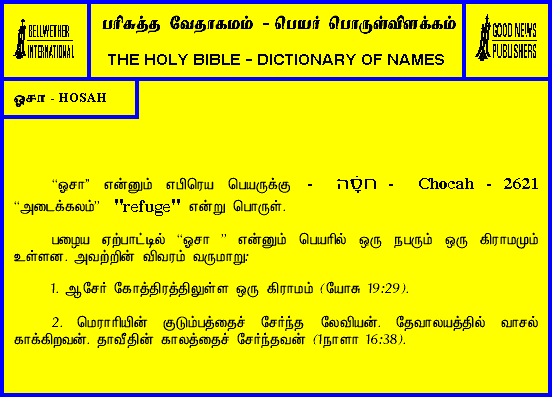 BELLWETHER
INTERNATIONAL
பரிசுத்த வேதாகமம் - பெயர் பொருள்விளக்கம்
THE HOLY BIBLE - DICTIONARY OF NAMES
GOOD NEWS
PUBLISHERS
ஓசா - HOSAH
“ஓசா” என்னும் எபிரெய பெயருக்கு - חֹסָה - Chocah - 2621
“அடைக்கலம்” "refuge" என்று பொருள்.
பழைய ஏற்பாட்டில் “ஓசா ” என்னும் பெயரில் ஒரு நபரும் ஒரு கிராமமும்
உள்ளன. அவற்றின் விவரம் வருமாறு:
1. ஆசேர் கோத்திரத்திலுள்ள ஒரு கிராமம் (யோசு 19:29).
2. மெராரியின் குடும்பத்தைச் சேர்ந்த லேவியன். தேவாலயத்தில் வாசல்
காக்கிறவன். தாவீதின் காலத்தைச் சேர்ந்தவன் (1நாளா 16:38).